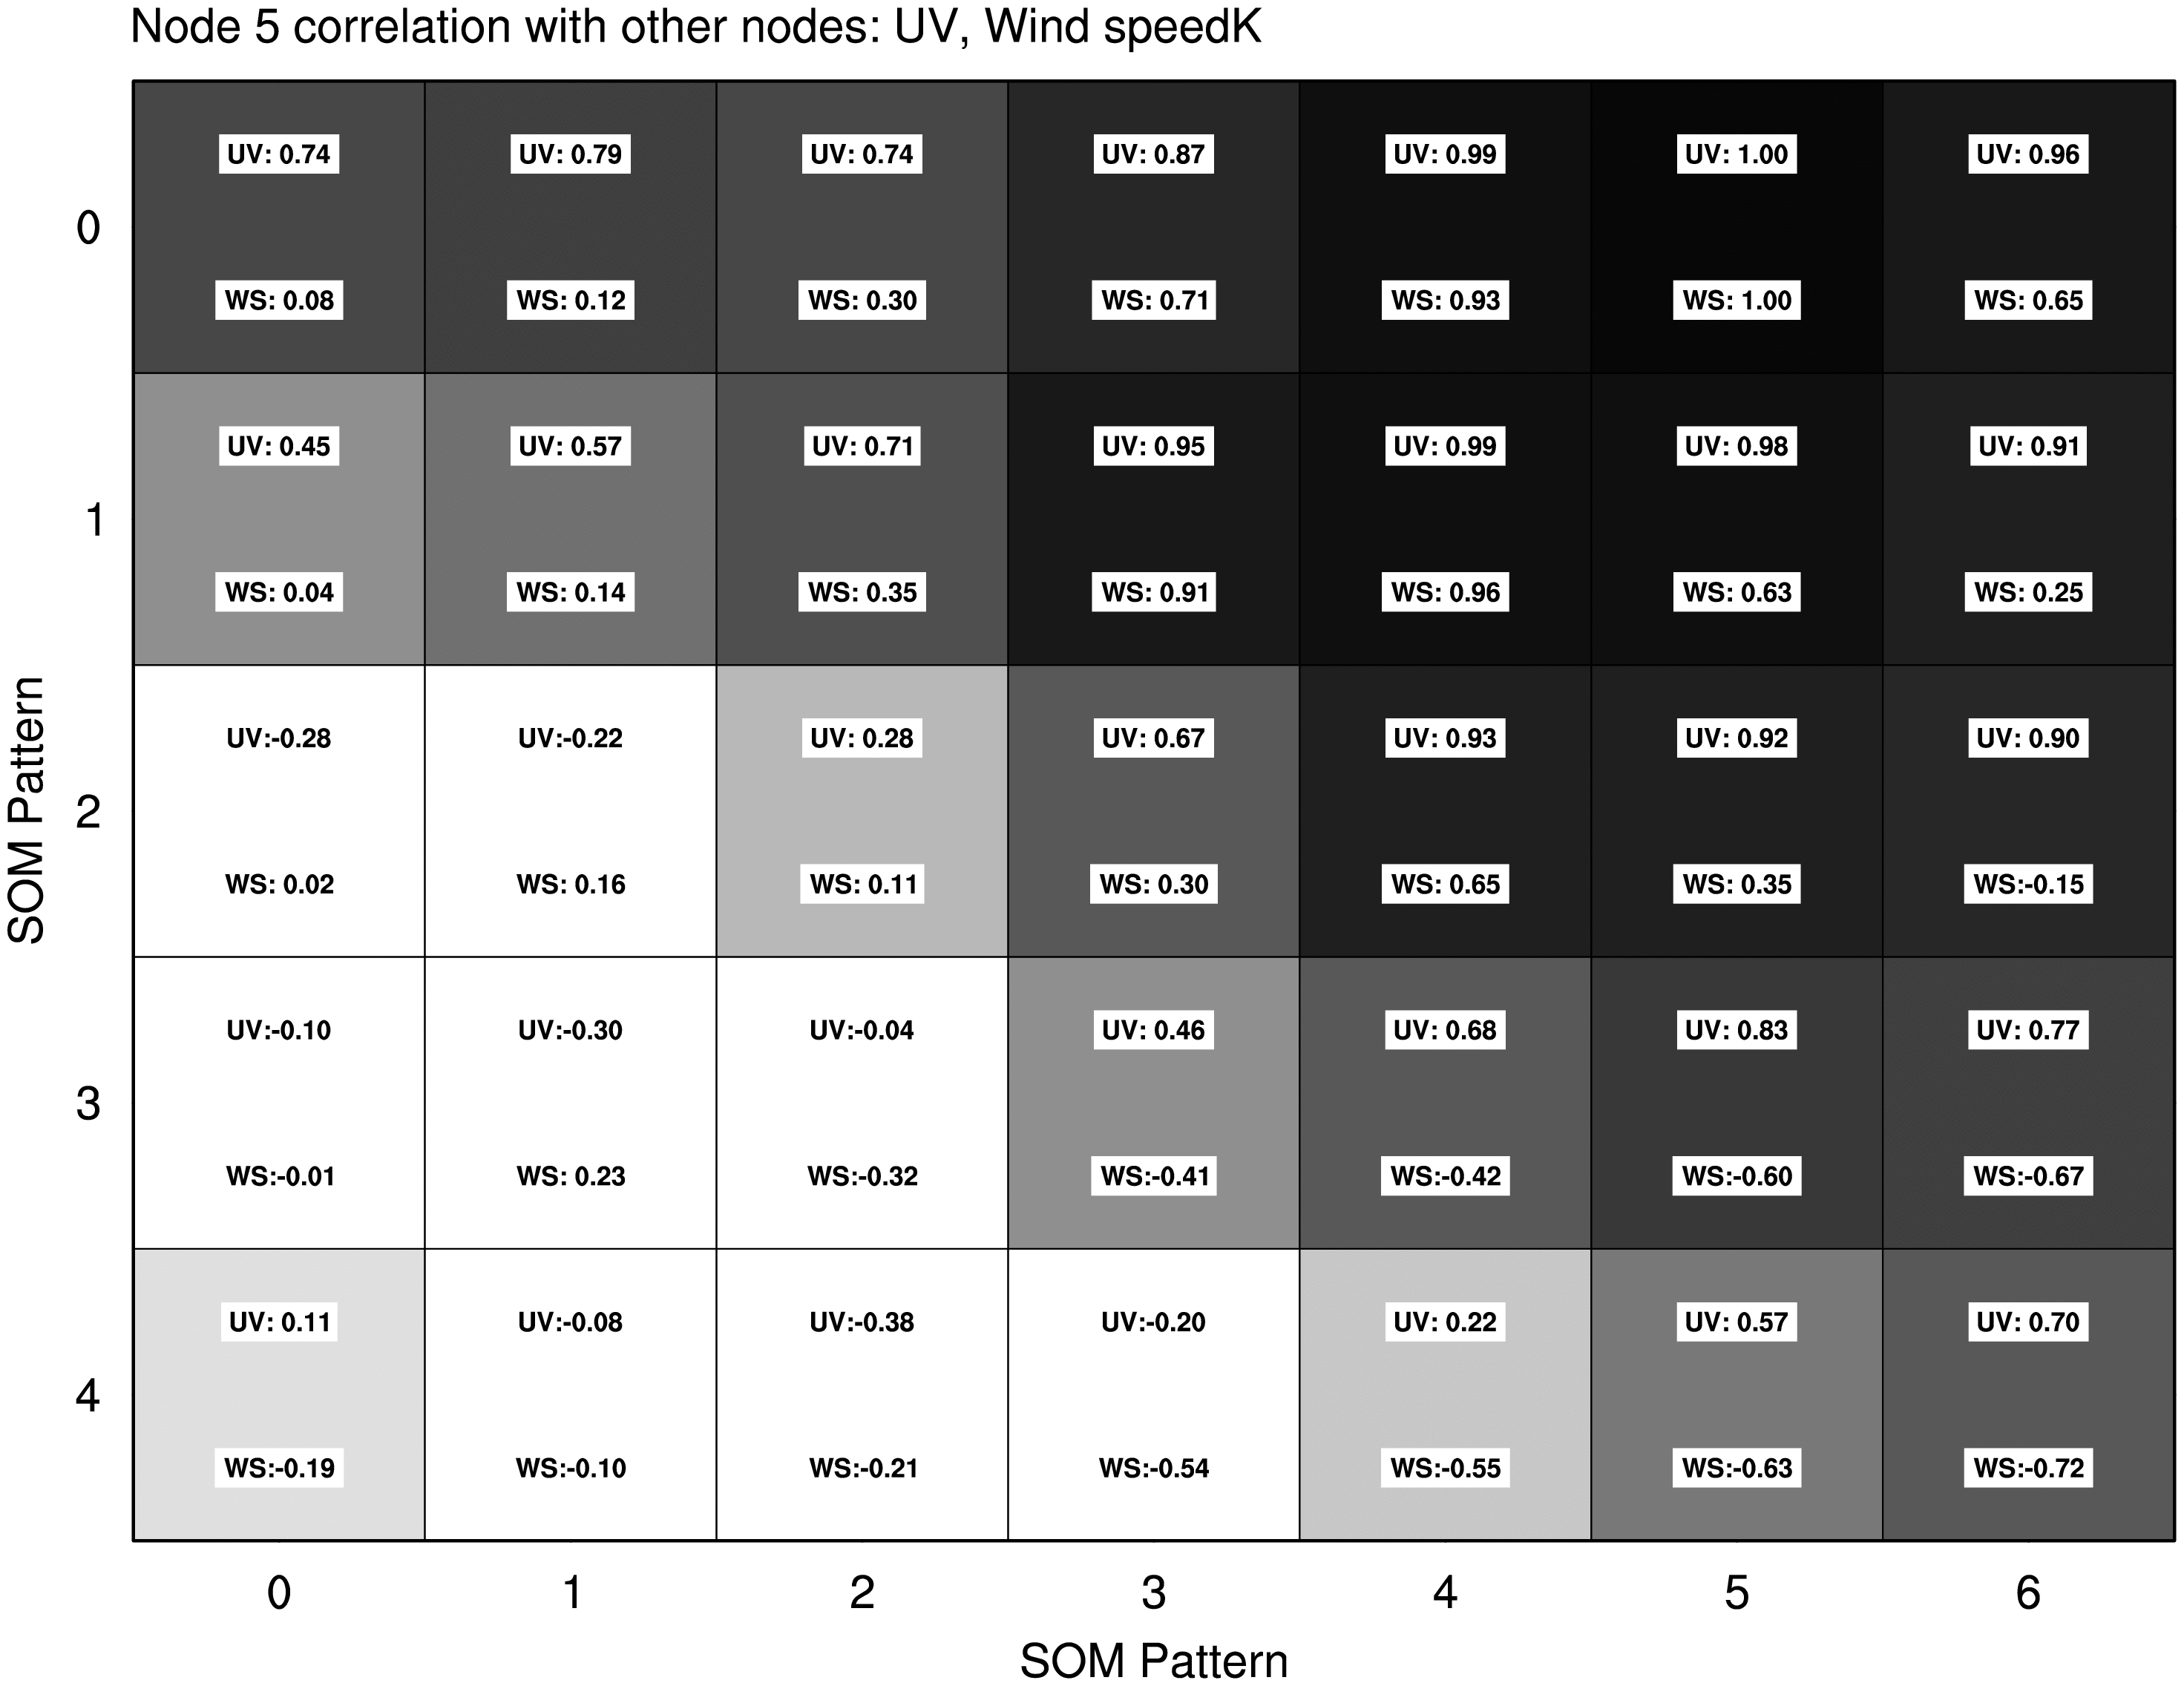 Node 5 correlation with other nodes: UV, Wind speedK
UV: 0.74 UV: 0.79 UV: 0.74 UV: 0.87 UV: 0.99 UV: 1.00 UV: 0.96
0
WS: 0.08 WS: 0.12 WS: 0.30 WS: 0.71 WS: 0.93 WS: 1.00 WS: 0.65
UV: 0.45 UV: 0.57 UV: 0.71 UV: 0.95 UV: 0.99 UV: 0.98 UV: 0.91
1
WS: 0.04 WS: 0.14 WS: 0.35 WS: 0.91 WS: 0.96 WS: 0.63 WS: 0.25
UV:-0.28 UV:-0.22 UV: 0.28 UV: 0.67 UV: 0.93 UV: 0.92 UV: 0.90
SOM Pattern
2
WS: 0.02 WS: 0.16 WS: 0.11 WS: 0.30 WS: 0.65 WS: 0.35 WS:-0.15
UV:-0.10 UV:-0.30 UV:-0.04 UV: 0.46 UV: 0.68 UV: 0.83 UV: 0.77
3
WS:-0.01 WS: 0.23 WS:-0.32 WS:-0.41 WS:-0.42 WS:-0.60 WS:-0.67
UV: 0.11 UV:-0.08 UV:-0.38 UV:-0.20 UV: 0.22 UV: 0.57 UV: 0.70
4
WS:-0.19 WS:-0.10 WS:-0.21 WS:-0.54 WS:-0.55 WS:-0.63 WS:-0.72
0 1 2 3 4 5 6
SOM Pattern